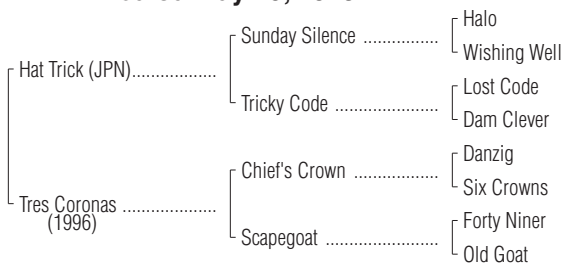 Halo
Sunday Silence ................
Wishing Well
Hat Trick (JPN)..................
Lost Code
Tricky Code ......................
Dam Clever
Danzig
Chief's Crown ..................
Six Crowns
Tres Coronas ....................
(1996)
Forty Niner
Scapegoat ........................
Old Goat